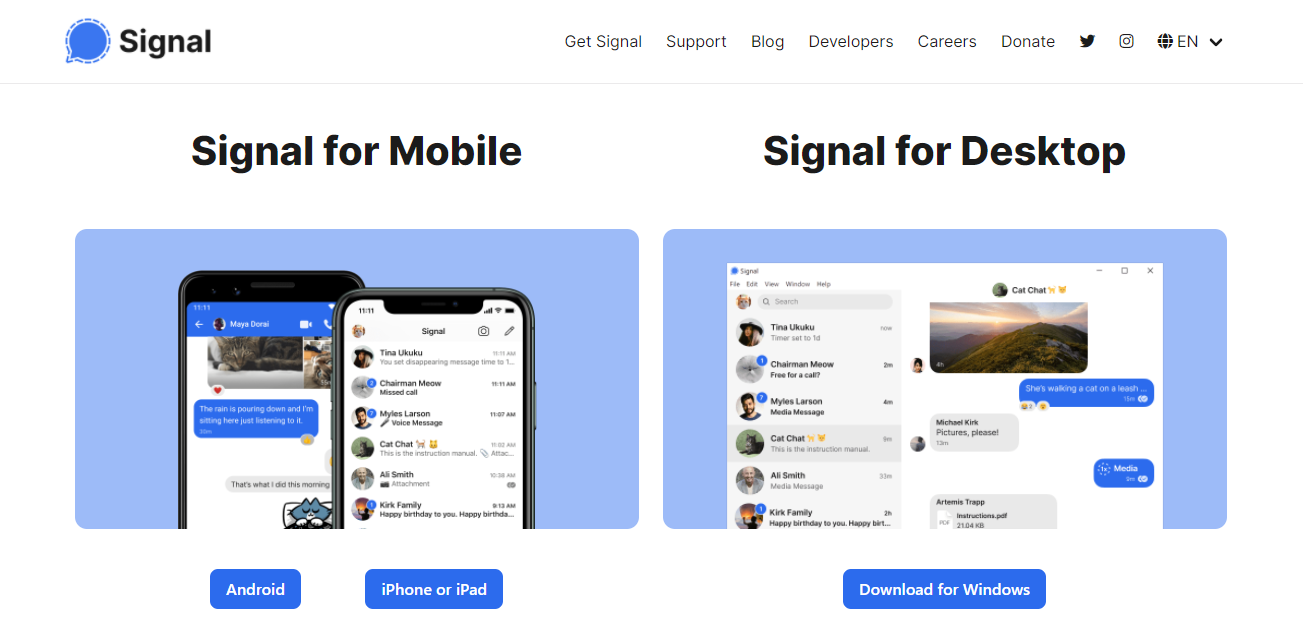 Signal
Get Signal
Support
Blog
Developers
Careers
Donate
EN
Signal for Mobile
Signal for Desktop
11:11
Maya Dorai
The rain is pouring down and I'm
sitting here just listening to it.
30m
That's what I did this morning
11:11
Signal
Tina Ukuku
11:11 AM
You set disappearing message time to 1...
Chairman Meow
11:11 AM
2
Missed call
Myles Larson
11:07 AM
7
Voice Message
Cat Chat 🐈 🐱
11:02 AM
This is the instruction manual. 📎 Attac...
Ali Smith
10:36 AM
📷 Attachment
Kirk Family
9:13 AM
1
Happy birthday to you. Happy birthda...
Signal
File Edit View Window Help
Search
Tina Ukuku
now
Timer set to 1d
Chairman Meow
2m
1
Free for a call?
Myles Larson
4m
7
Media Message
Cat Chat 🐈 😻
9m
This is the instruction manual.
Ali Smith
33m
Media Message
Kirk Family
2h
1
Happy birthday to you. Happy birt...
Cat Chat 🐈 😻
4h
She's walking a cat on a leash ...
15m
Michael Kirk
Pictures, please!
13m
Media
9m
Artemis Trapp
PDF
Instructions.pdf
21.04 KB
Android
iPhone or iPad
Download for Windows